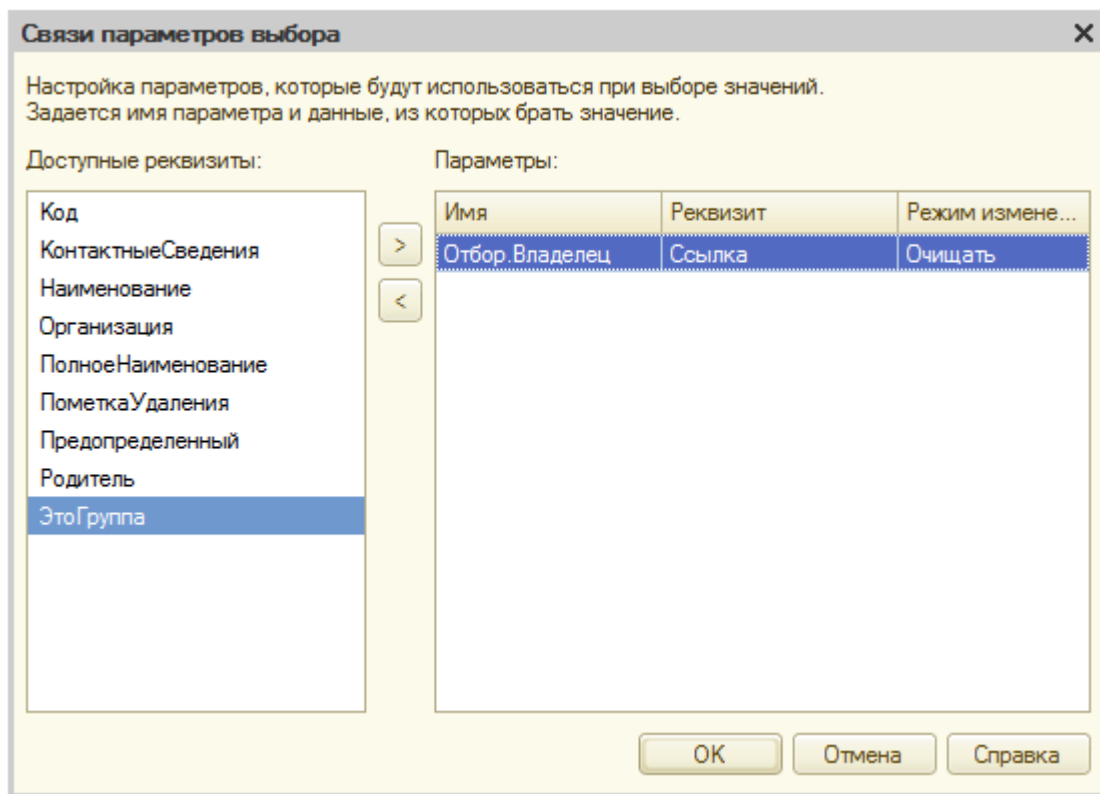 Связи параметров выбора
Настройка параметров, которые будут использоваться при выборе значений.
Задается имя параметра и данные, из которых брать значение.
Доступные реквизиты:
Параметры:
Код
КонтактныеСведения
Наименование
Организация
ПолноеНаименование
ПометкаУдаления
Предопределенный
Родитель
ЭтоГруппа
>
<
Имя Реквизит Режим измене...
Отбор.Владелец Ссылка Очищать
OK Отмена Справка